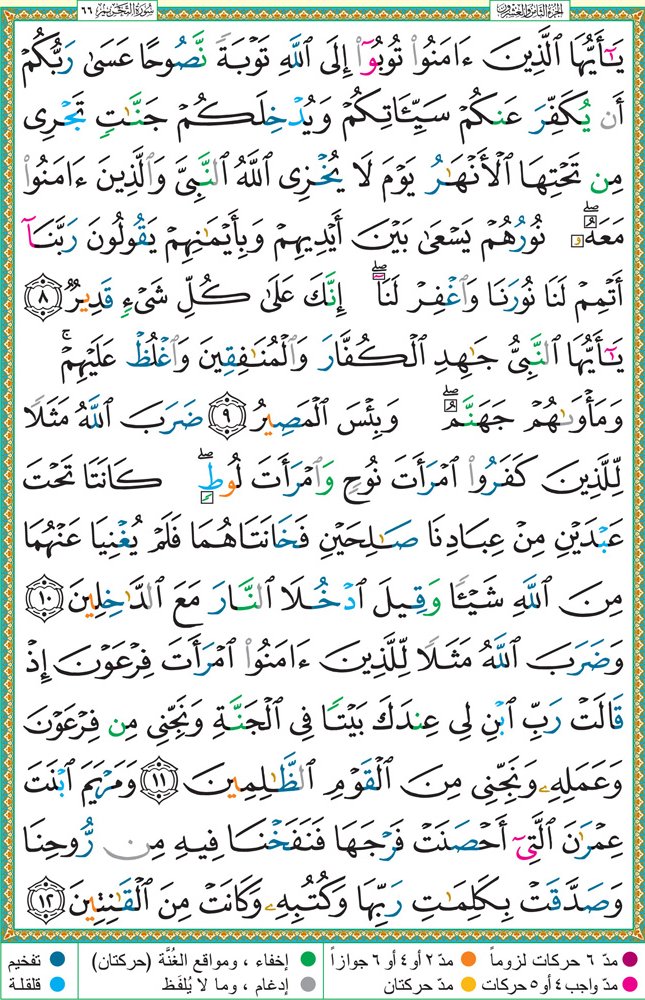 سُورَةُ التَّحْرِيمِ ٦٦
الجزء الثامن والعشرون
يَٰٓأَيُّهَا ٱلَّذِينَ ءَامَنُوا۟ تُوبُوٓا۟ إِلَى ٱللَّهِ تَوْبَةً نَّصُوحًا عَسَىٰ رَبُّكُمْ
أَن يُكَفِّرَ عَنكُمْ سَيِّـَٔاتِكُمْ وَيُدْخِلَكُمْ جَنَّٰتٍ تَجْرِى
مِن تَحْتِهَا ٱلْأَنْهَٰرُ يَوْمَ لَا يُخْزِى ٱللَّهُ ٱلنَّبِىَّ وَٱلَّذِينَ ءَامَنُوا۟
مَعَهُۥ ۖ نُورُهُمْ يَسْعَىٰ بَيْنَ أَيْدِيهِمْ وَبِأَيْمَٰنِهِمْ يَقُولُونَ رَبَّنَآ
أَتْمِمْ لَنَا نُورَنَا وَٱغْفِرْ لَنَآ ۖ إِنَّكَ عَلَىٰ كُلِّ شَىْءٍ قَدِيرٌ ٨
يَٰٓأَيُّهَا ٱلنَّبِىُّ جَٰهِدِ ٱلْكُفَّارَ وَٱلْمُنَٰفِقِينَ وَٱغْلُظْ عَلَيْهِمْ ۚ
وَمَأْوَىٰهُمْ جَهَنَّمُ ۖ وَبِئْسَ ٱلْمَصِيرُ ٩ ضَرَبَ ٱللَّهُ مَثَلًا
لِّلَّذِينَ كَفَرُوا۟ ٱمْرَأَتَ نُوحٍ وَٱمْرَأَتَ لُوطٍ ۖ كَانَتَا تَحْتَ
عَبْدَيْنِ مِنْ عِبَادِنَا صَٰلِحَيْنِ فَخَانَتَاهُمَا فَلَمْ يُغْنِيَا عَنْهُمَا
مِنَ ٱللَّهِ شَيْـًٔا وَقِيلَ ٱدْخُلَا ٱلنَّارَ مَعَ ٱلدَّٰخِلِينَ ١٠
وَضَرَبَ ٱللَّهُ مَثَلًا لِّلَّذِينَ ءَامَنُوا۟ ٱمْرَأَتَ فِرْعَوْنَ إِذْ
قَالَتْ رَبِّ ٱبْنِ لِى عِندَكَ بَيْتًا فِى ٱلْجَنَّةِ وَنَجِّنِى مِن فِرْعَوْنَ
وَعَمَلِهِۦ وَنَجِّنِى مِنَ ٱلْقَوْمِ ٱلظَّٰلِمِينَ ١١ وَمَرْيَمَ ٱبْنَتَ
عِمْرَٰنَ ٱلَّتِىٓ أَحْصَنَتْ فَرْجَهَا فَنَفَخْنَا فِيهِ مِن رُّوحِنَا
وَصَدَّقَتْ بِكَلِمَٰتِ رَبِّهَا وَكُتُبِهِۦ وَكَانَتْ مِنَ ٱلْقَٰنِتِينَ ١٢
مدّ ٦ حركات لزوماً مدّ ٢ أو ٤ أو ٦ جوازاً إخفاء ، ومواقع الغُنَّة (حركتان) تفخيم
مدّ واجب ٤ أو ٥ حركات مدّ حركتان إدغام ، وما لا يُلفَظ قلقلة